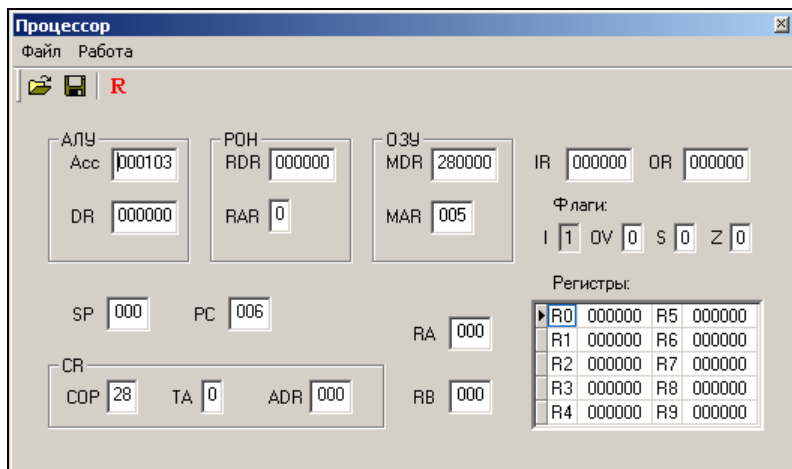 Процессор
Файл Работа
R
АЛУ РОН ОЗУ
Acc 000103 RDR 000000 MDR 280000 IR 000000 OR 000000
DR 000000 RAR 0 MAR 005
Флаги:
I 1 OV 0 S 0 Z 0
Регистры:
SP 000 PC 006 RA 000
R0 000000 R5 000000
R1 000000 R6 000000
R2 000000 R7 000000
R3 000000 R8 000000
R4 000000 R9 000000
CR
COP 28 TA 0 ADR 000 RB 000